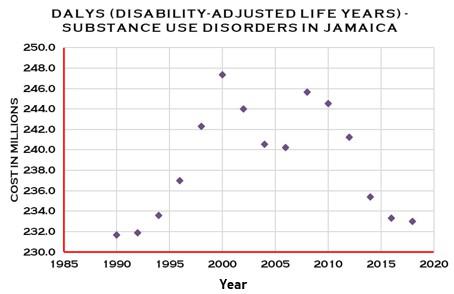 DALYS (DISABILITY-ADJUSTED LIFE YEARS) -
SUBSTANCE USE DISORDERS IN JAMAICA
COST IN MILLIONS
250.0
248.0
246.0
244.0
242.0
240.0
238.0
236.0
234.0
232.0
230.0
1985 1990 1995 2000 2005 2010 2015 2020
Year